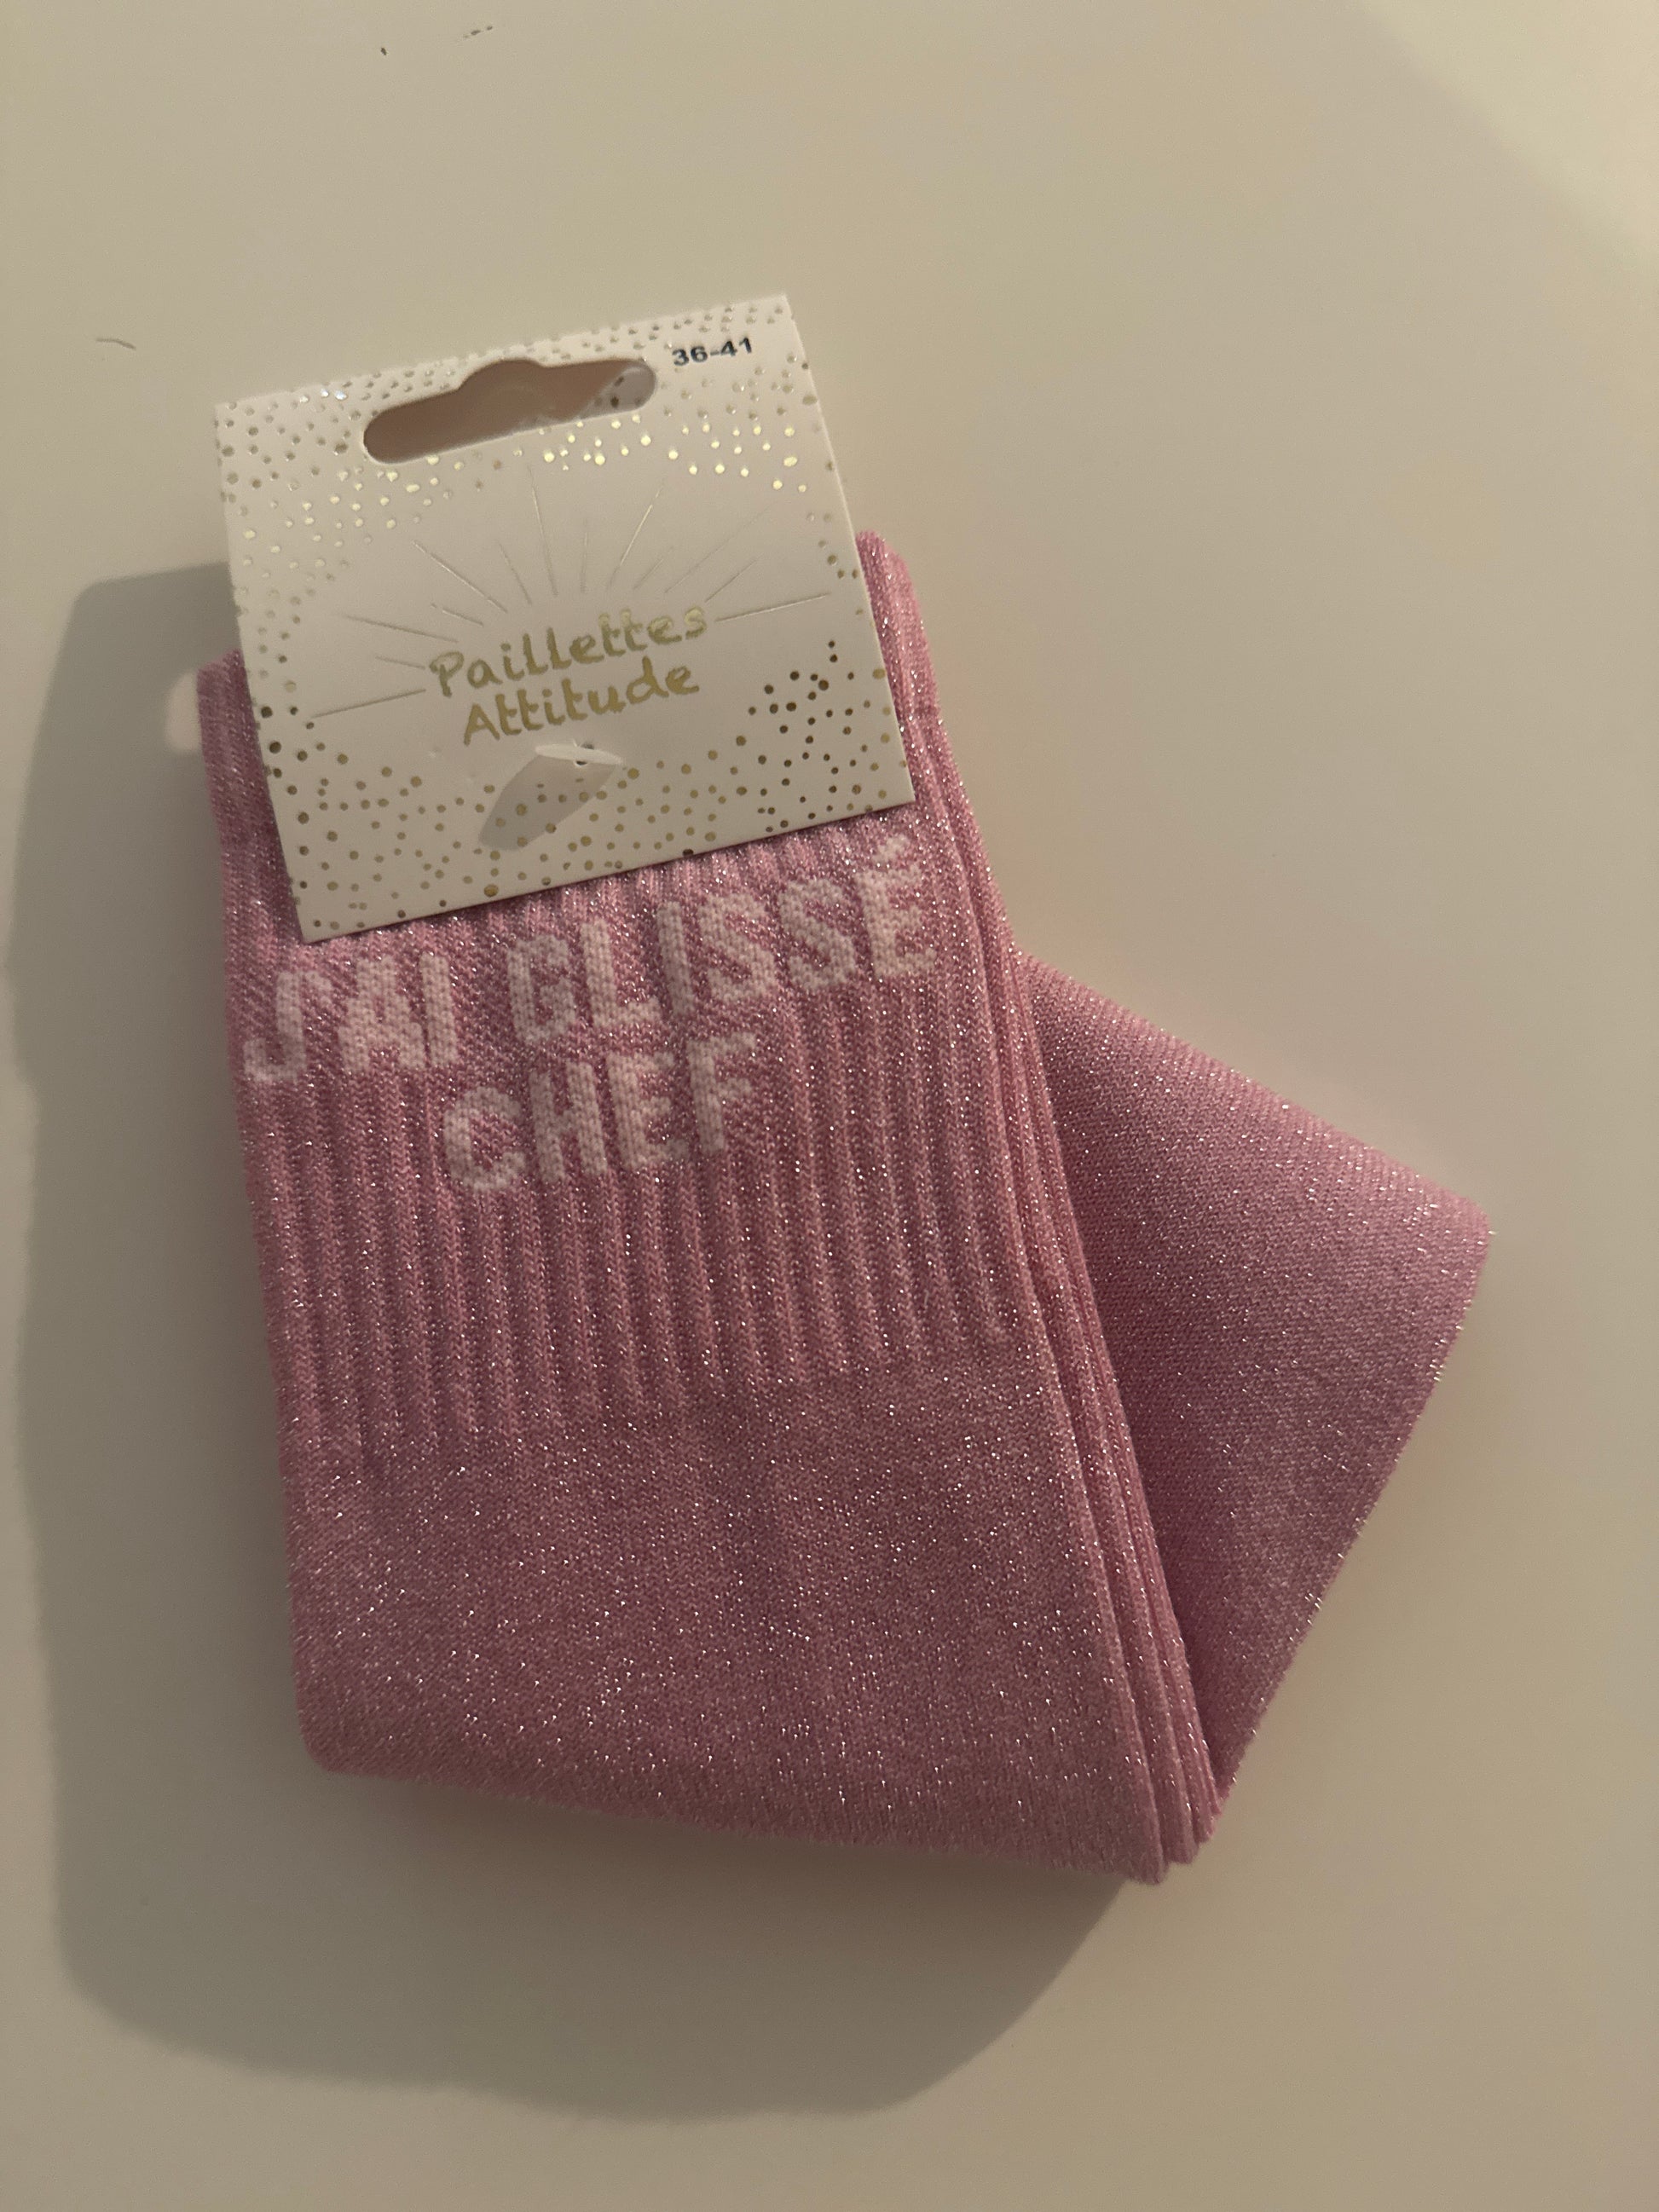 36-41
Paillettes
Attitude
J'AI GLISSÉ
CHEF